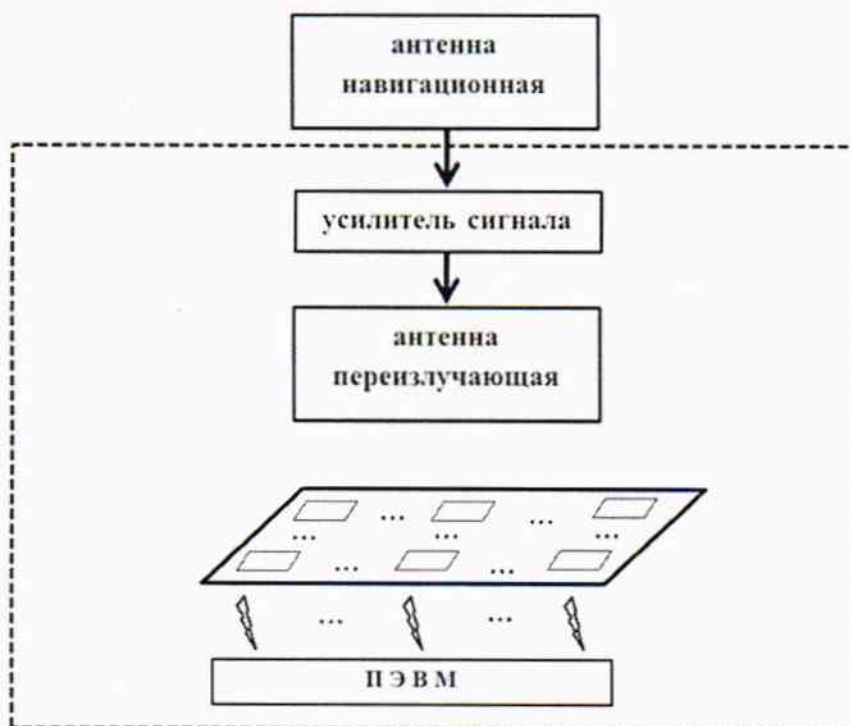 антенна
навигационная
усилитель сигнала
антенна
переизлучающая
... ...
... ... ...
... ...
... ...
П Э В М